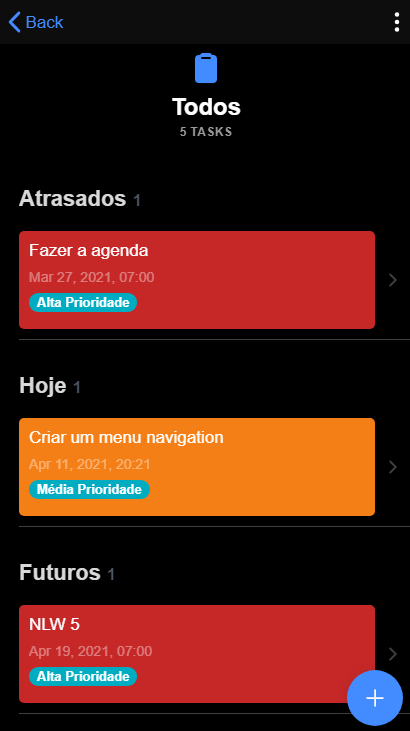 Back
Todos
5 TASKS
Atrasados 1
Fazer a agenda
Mar 27, 2021, 07:00
Alta Prioridade
Hoje 1
Criar um menu navigation
Apr 11, 2021, 20:21
Média Prioridade
Futuros 1
NLW 5
Apr 19, 2021, 07:00
Alta Prioridade